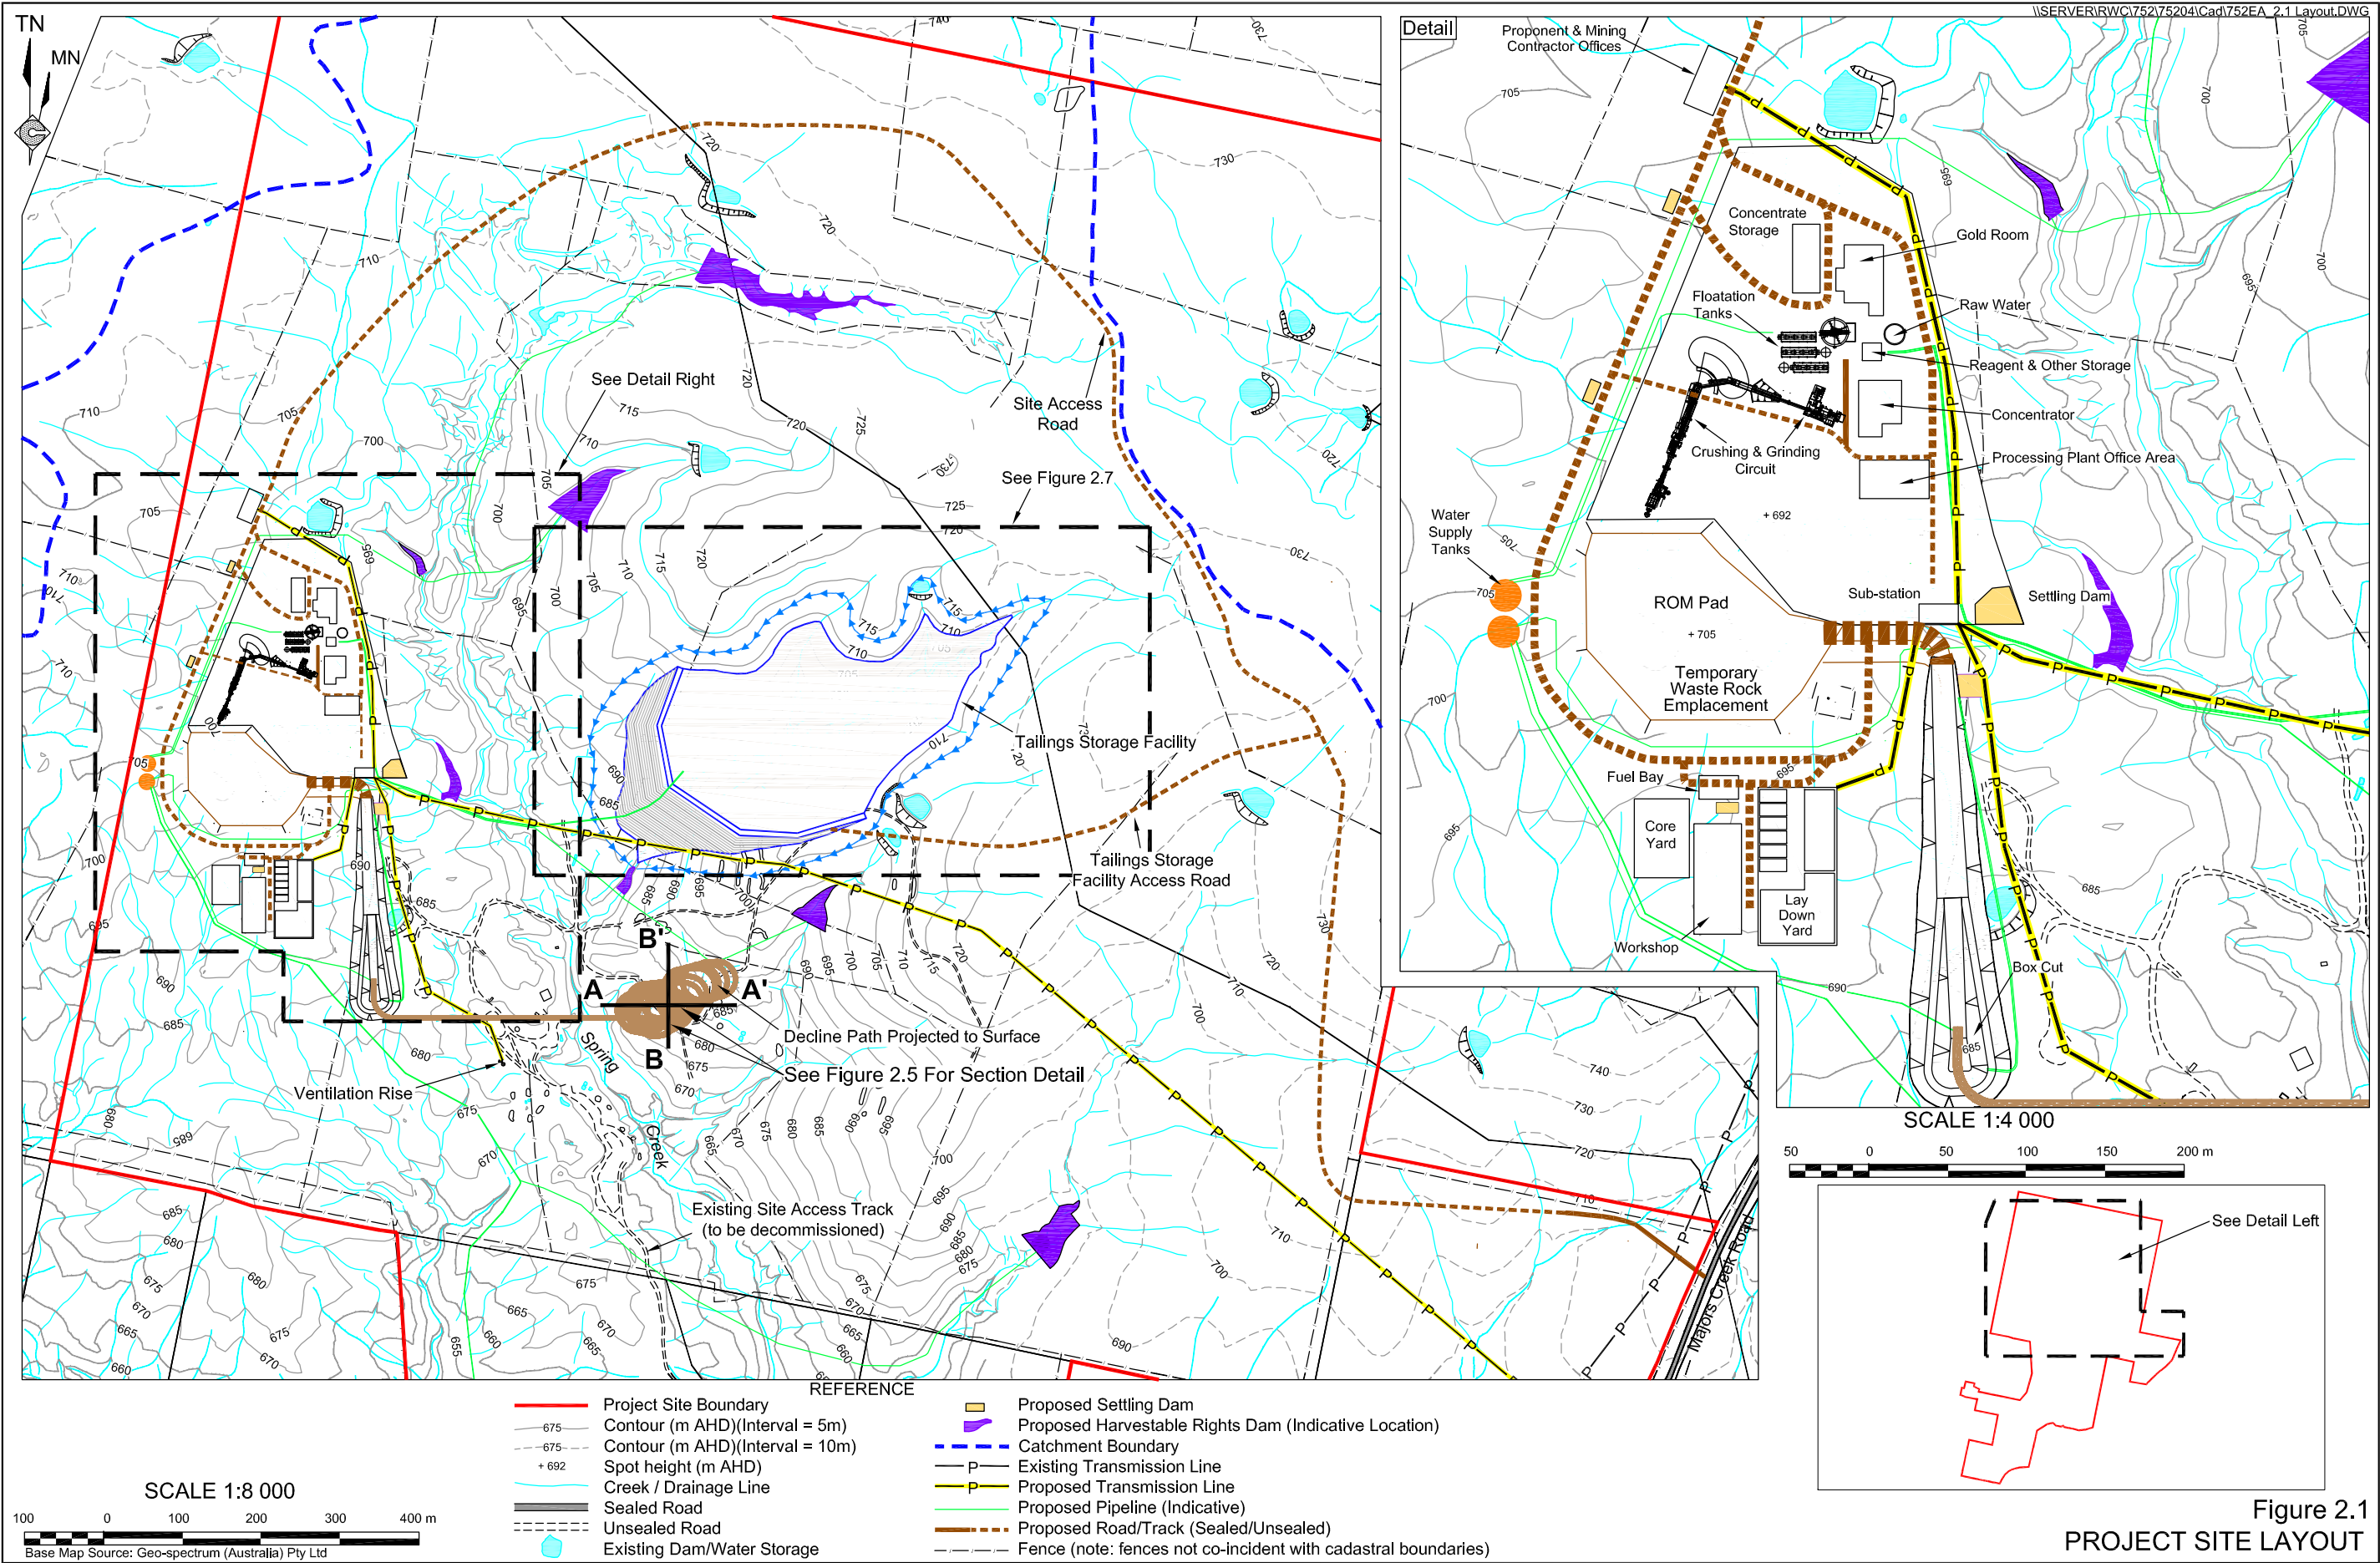 \\SERVER\RWC\752\75204\Cad\752EA_2.1 Layout.DWG
TN
MN
Detail
Proponent & Mining
Contractor Offices
Concentrate
Storage
Gold Room
Floatation
Tanks
Raw Water
Reagent & Other Storage
Concentrator
Crushing & Grinding
Circuit
Processing Plant Office Area
+ 692
Water
Supply
Tanks
705
Sub-station
Settling Dam
ROM Pad
+ 705
Temporary
Waste Rock
Emplacement
700
Fuel Bay
695
Core
Yard
Lay
Down
Yard
Workshop
Box Cut
690
685
SCALE 1:4 000
50 0 50 100 150 200 m
See Detail Left
See Detail Right
Site Access
Road
See Figure 2.7
Tailings Storage Facility
Tailings Storage
Facility Access Road
B'
A
A'
B
Decline Path Projected to Surface
See Figure 2.5 For Section Detail
Spring
Creek
Ventilation Rise
Existing Site Access Track
(to be decommissioned)
Majors Creek Road
REFERENCE
Project Site Boundary
675 Contour (m AHD)(Interval = 5m)
675 Contour (m AHD)(Interval = 10m)
+ 692 Spot height (m AHD)
Creek / Drainage Line
Sealed Road
Unsealed Road
Existing Dam/Water Storage
Proposed Settling Dam
Proposed Harvestable Rights Dam (Indicative Location)
Catchment Boundary
P Existing Transmission Line
P Proposed Transmission Line
Proposed Pipeline (Indicative)
Proposed Road/Track (Sealed/Unsealed)
Fence (note: fences not co-incident with cadastral boundaries)
SCALE 1:8 000
100 0 100 200 300 400 m
Base Map Source: Geo-spectrum (Australia) Pty Ltd
Figure 2.1
PROJECT SITE LAYOUT